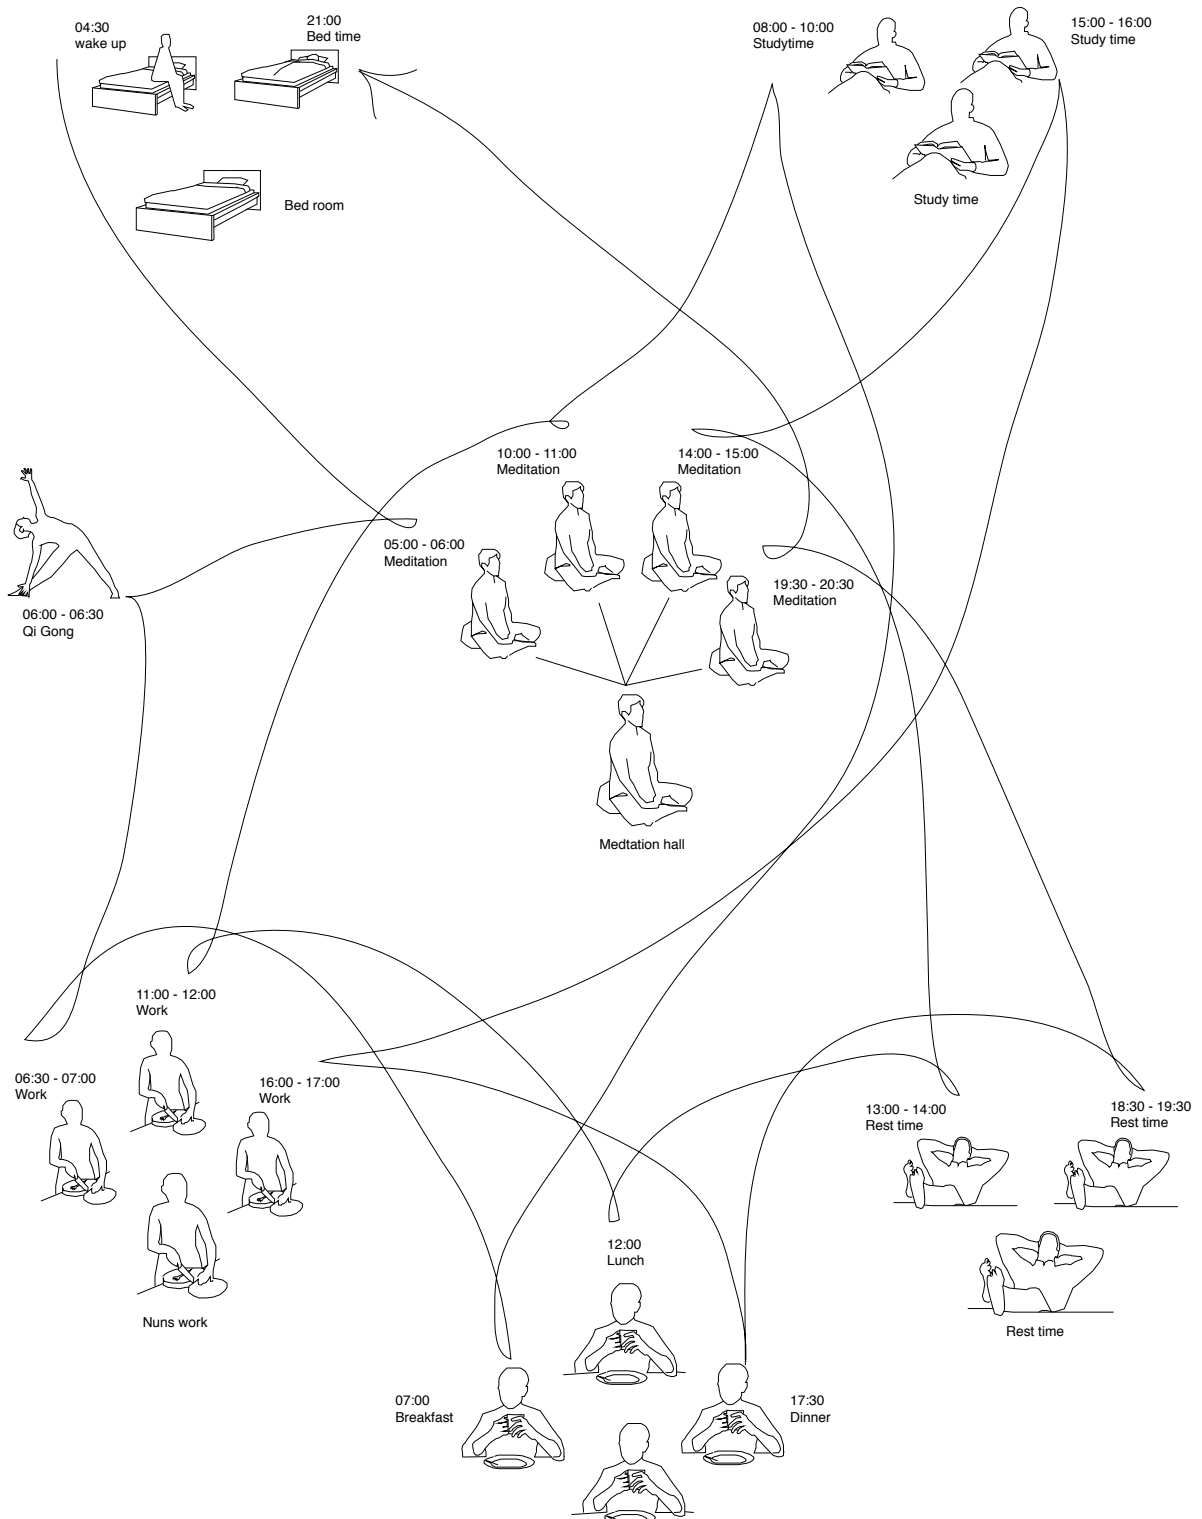 04:30
wake up
21:00
Bed time
08:00 - 10:00
Studytime
15:00 - 16:00
Study time
Study time
Bed room
10:00 - 11:00
Meditation
14:00 - 15:00
Meditation
05:00 - 06:00
Meditation
19:30 - 20:30
Meditation
06:00 - 06:30
Qi Gong
Medtation hall
11:00 - 12:00
Work
06:30 - 07:00
Work
16:00 - 17:00
Work
13:00 - 14:00
Rest time
18:30 - 19:30
Rest time
12:00
Lunch
Nuns work
Rest time
07:00
Breakfast
17:30
Dinner